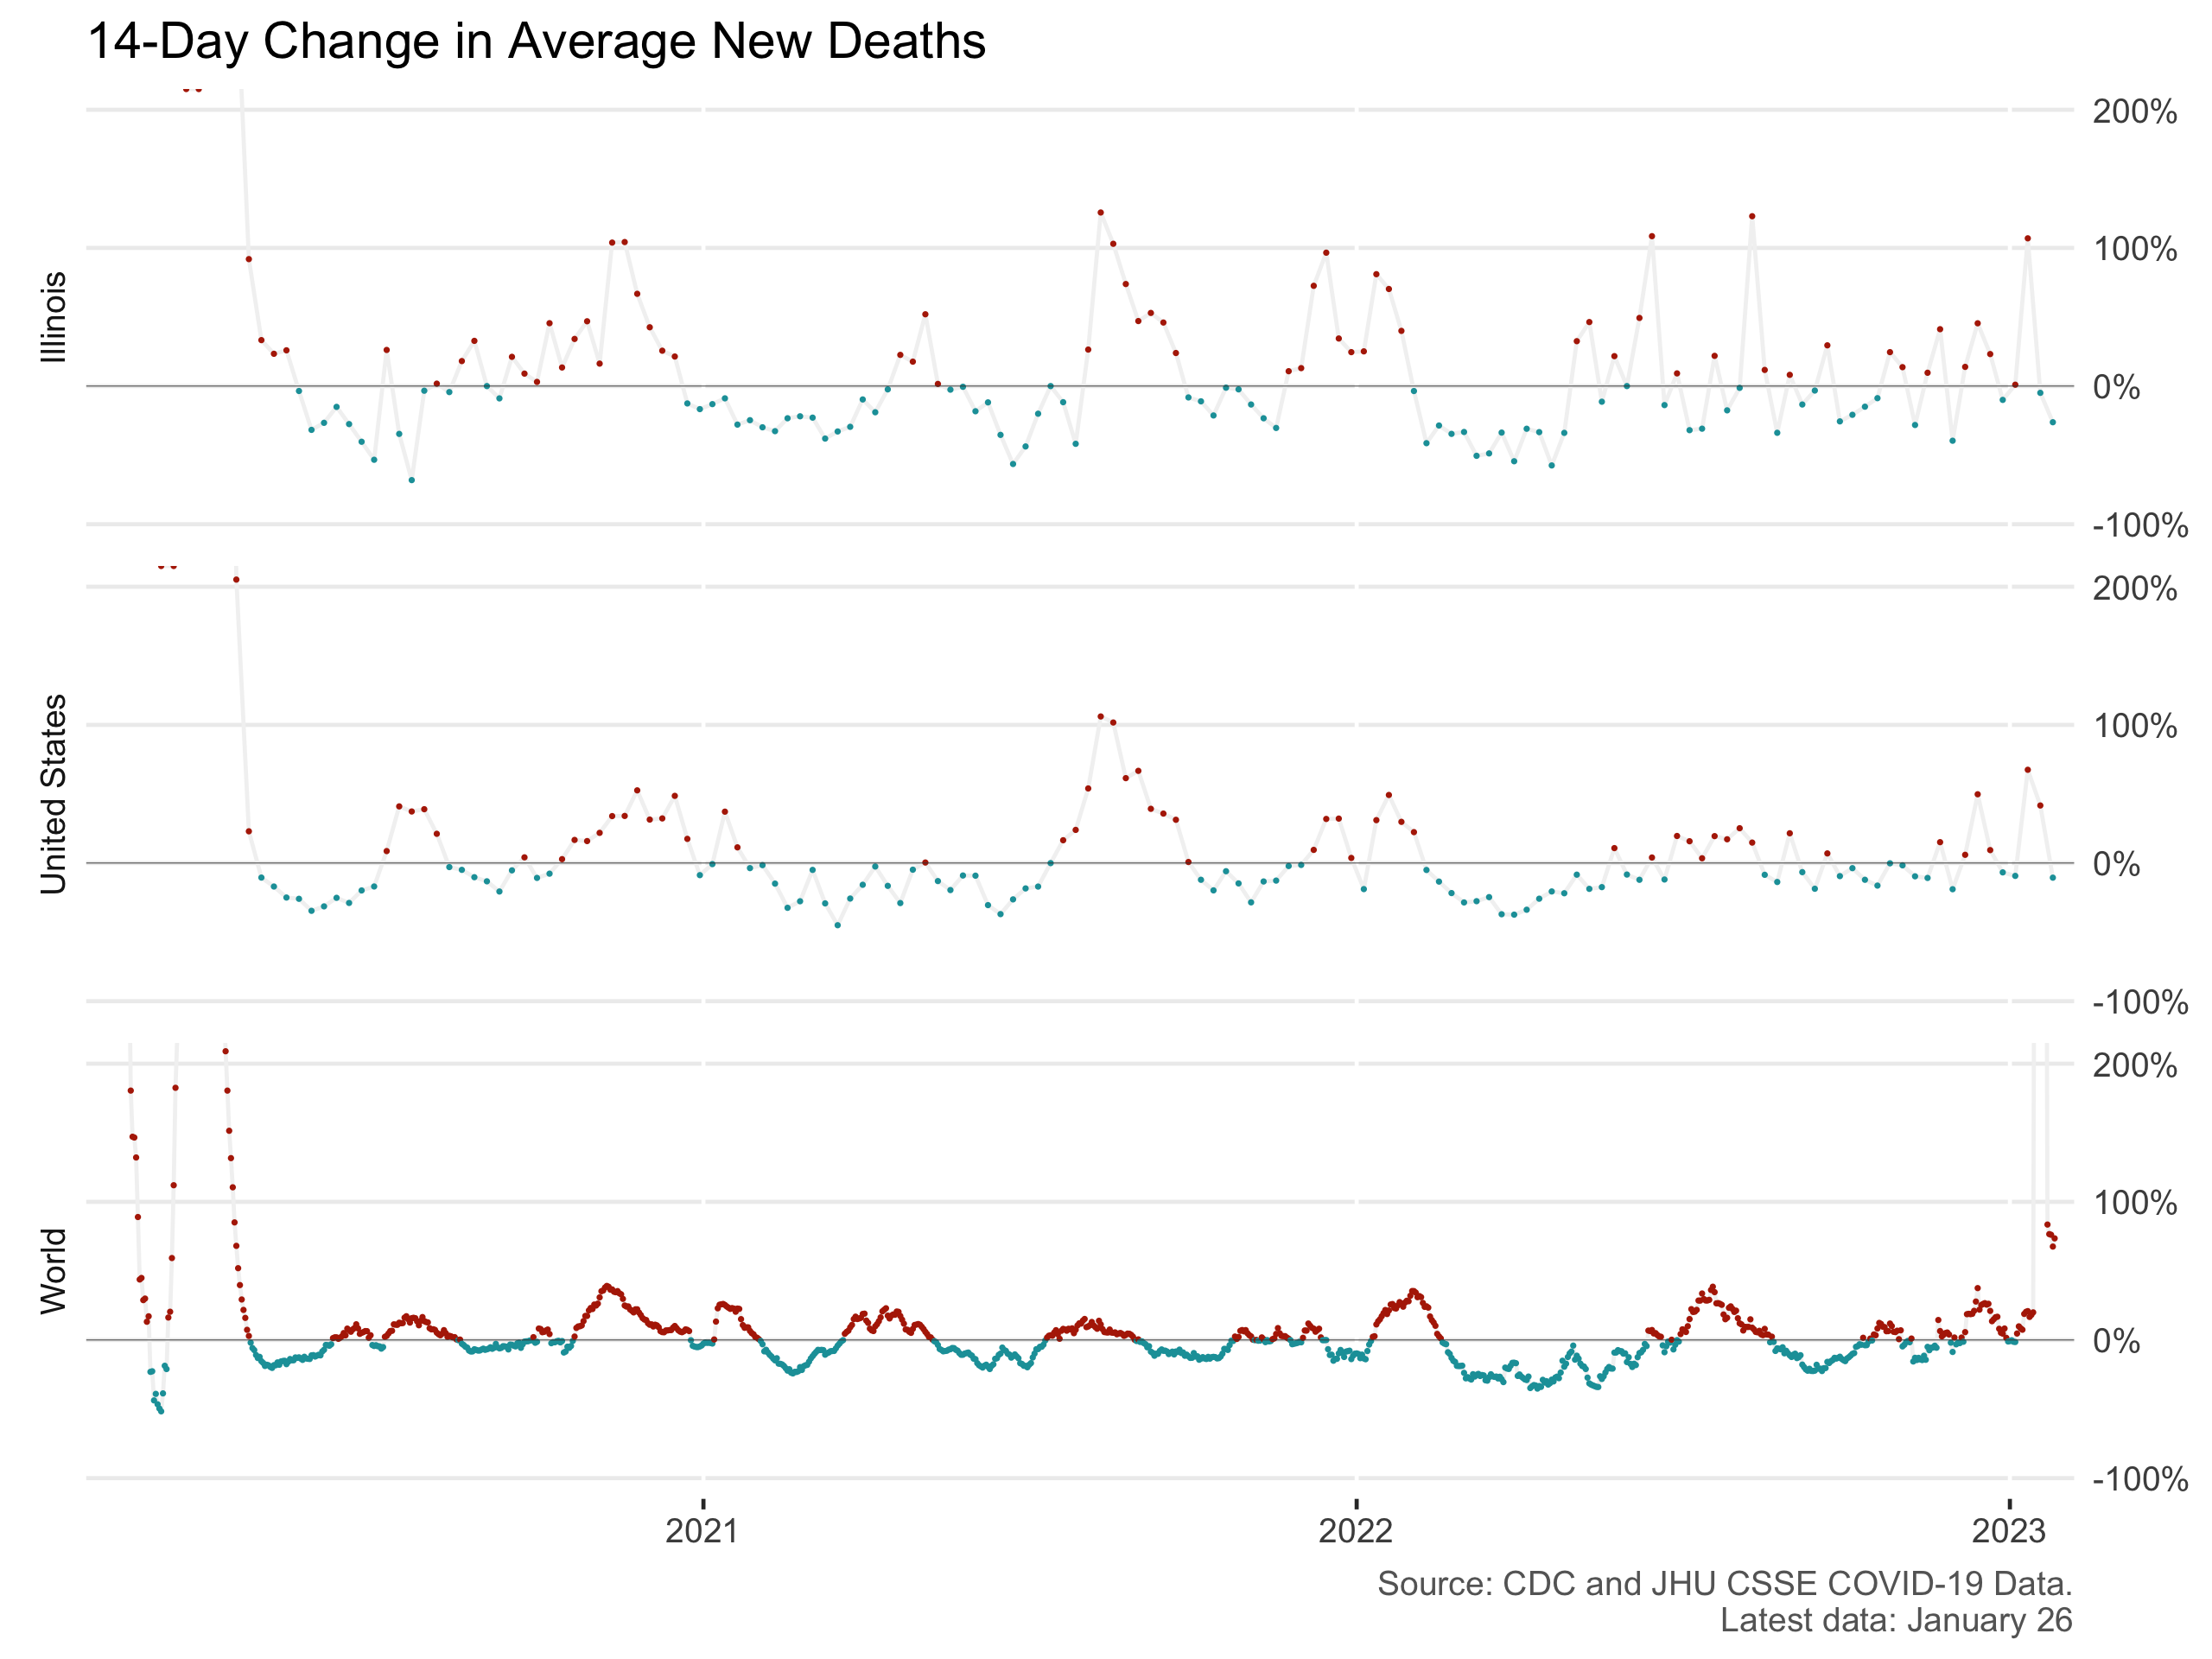 14-Day Change in Average New Deaths
Illinois
200%
100%
0%
-100%
United States
200%
100%
0%
-100%
World
200%
100%
0%
-100%
2021
2022
2023
Source: CDC and JHU CSSE COVID-19 Data.
Latest data: January 26